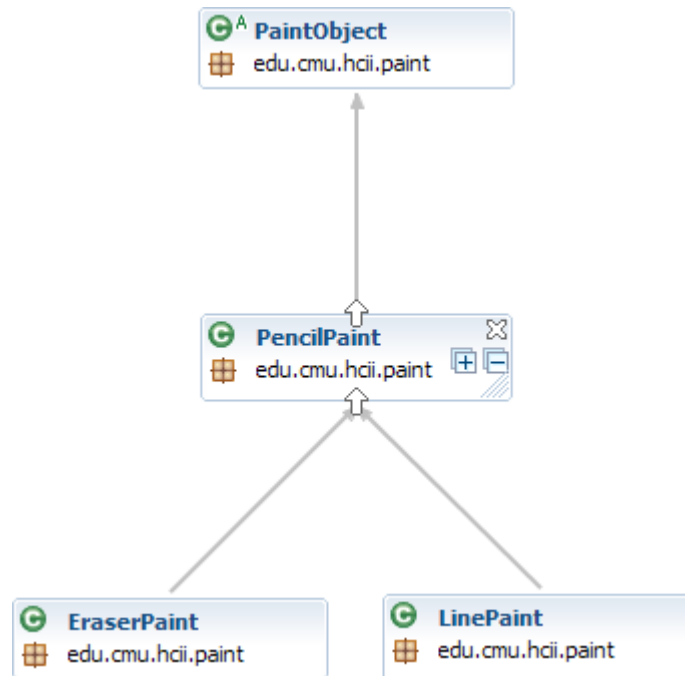 C A PaintObject
edu.cmu.hcii.paint
C PencilPaint
edu.cmu.hcii.paint
C EraserPaint
edu.cmu.hcii.paint
C LinePaint
edu.cmu.hcii.paint